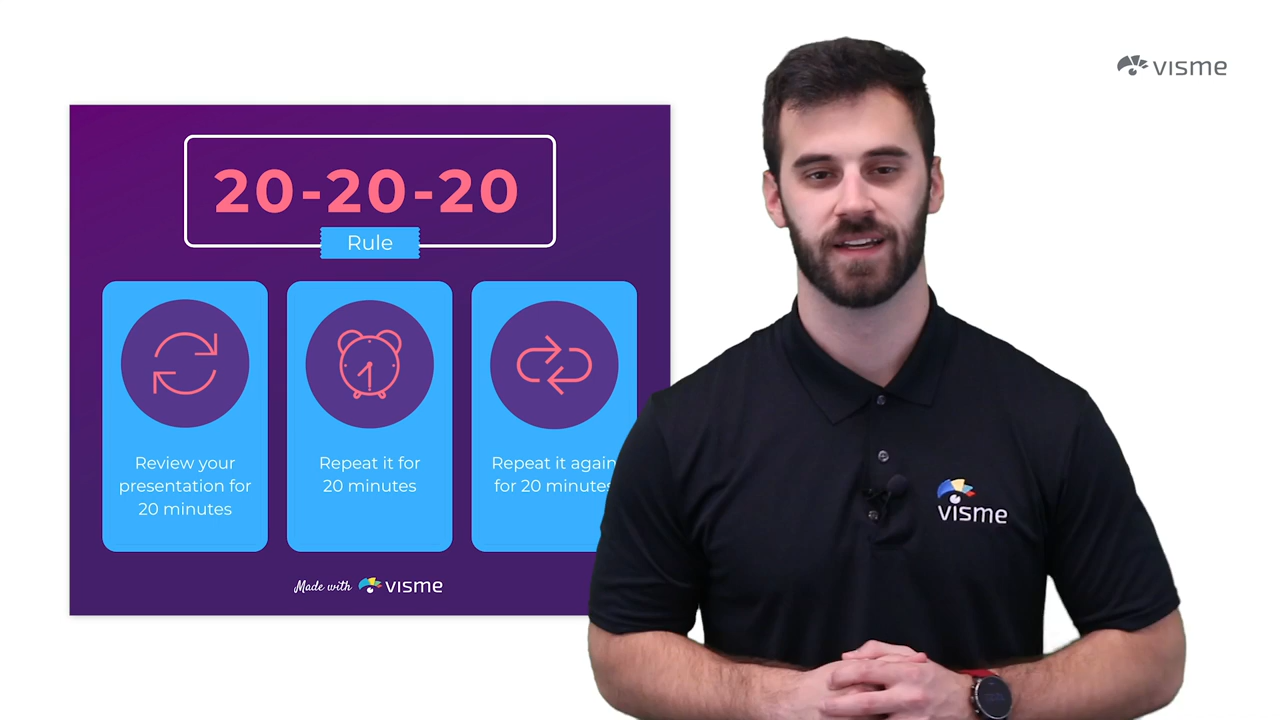 visme
20-20-20
Rule
Review your
presentation for
20 minutes
Repeat it for
20 minutes
Repeat it again
for 20 minutes
Made with visme
visme